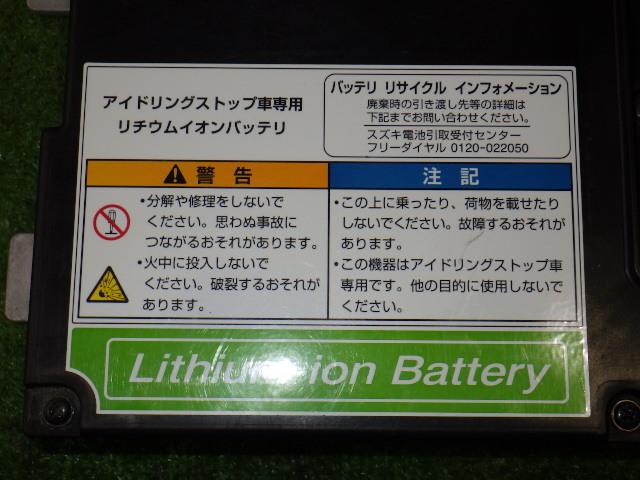 アイドリングストップ車専用
リチウムイオンバッテリ
バッテリ リサイクル インフォメーション
廃棄時の引き渡し先等の詳細は
下記までお問い合わせください。
スズキ電池引取受付センター
フリーダイヤル 0120-022050
警告
・分解や修理をしないで
ください。思わぬ事故に
つながるおそれがあります。
・火中に投入しないで
ください。破裂するおそれが
あります。
注記
・この上に乗ったり、荷物を載せたり
しないでください。故障するおそれが
あります。
・この機器はアイドリングストップ車
専用です。他の目的に使用しないで
ください。
Lithium-ion Battery